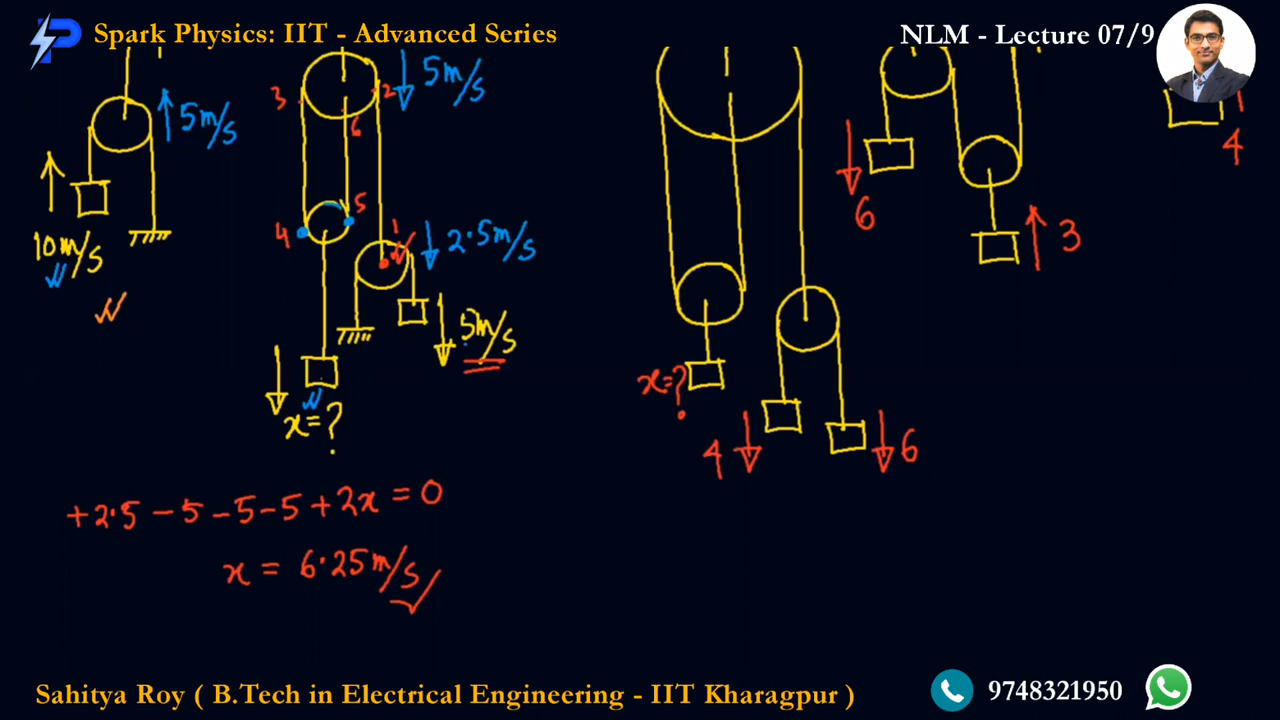 Spark Physics: IIT - Advanced Series
NLM - Lecture 07/9
5m/s
10m/s
3
2
6
5
4
1
5m/s
2.5m/s
5m/s
x=?
+2.5 - 5 - 5 - 5 + 2x = 0
x = 6.25m/s
x=?
4
6
6
3
4
Sahitya Roy ( B.Tech in Electrical Engineering - IIT Kharagpur )
9748321950